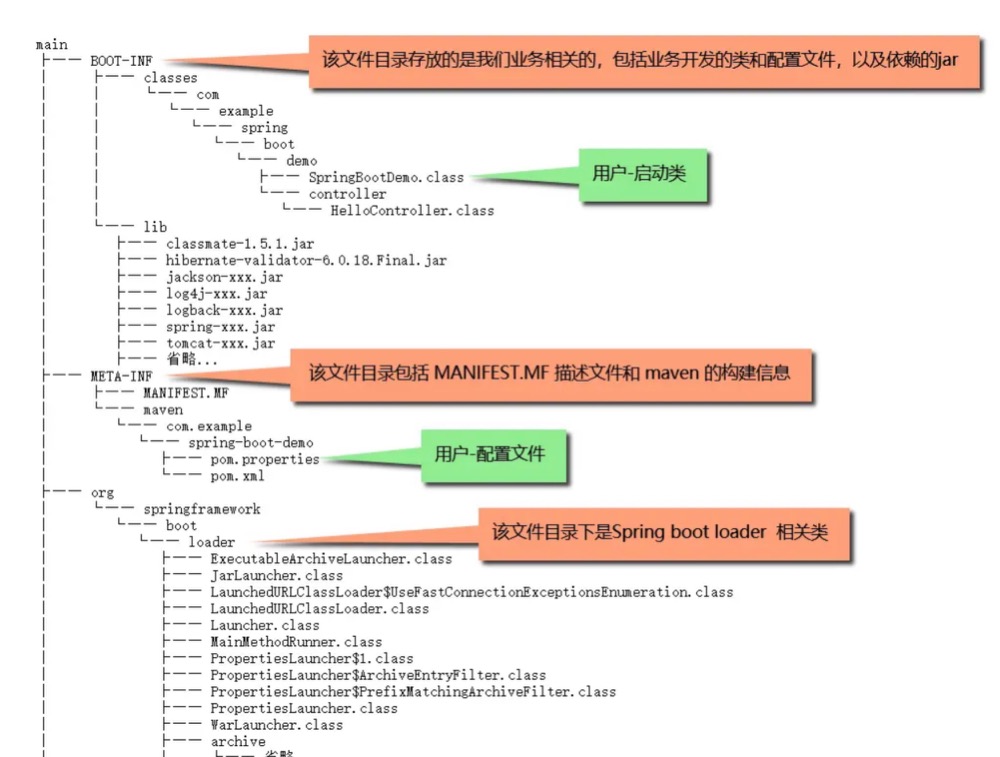 main
BOOT-INF
该文件目录存放的是我们业务相关的，包括业务开发的类和配置文件，以及依赖的jar
classes
com
example
spring
boot
demo
SpringBootDemo.class
用户-启动类
controller
HelloController.class
lib
classmate-1.5.1.jar
hibernate-validator-6.0.18.Final.jar
jackson-xxx.jar
log4j-xxx.jar
logback-xxx.jar
spring-xxx.jar
tomcat-xxx.jar
省略...
META-INF
该文件目录包括 MANIFEST.MF 描述文件和 maven 的构建信息
MANIFEST.MF
maven
com.example
spring-boot-demo
pom.properties
用户-配置文件
pom.xml
org
springframework
boot
该文件目录下是Spring boot loader 相关类
loader
ExecutableArchiveLauncher.class
JarLauncher.class
LaunchedURLClassLoader$UseFastConnectionExceptionsEnumeration.class
LaunchedURLClassLoader.class
Launcher.class
MainMethodRunner.class
PropertiesLauncher$1.class
PropertiesLauncher$ArchiveEntryFilter.class
PropertiesLauncher$PrefixMatchingArchiveFilter.class
PropertiesLauncher.class
WarLauncher.class
archive
省略